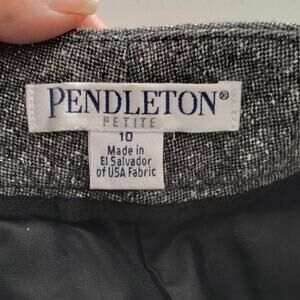 PENDLETON®
PETITE
10
Made in
El Salvador
of USA Fabric